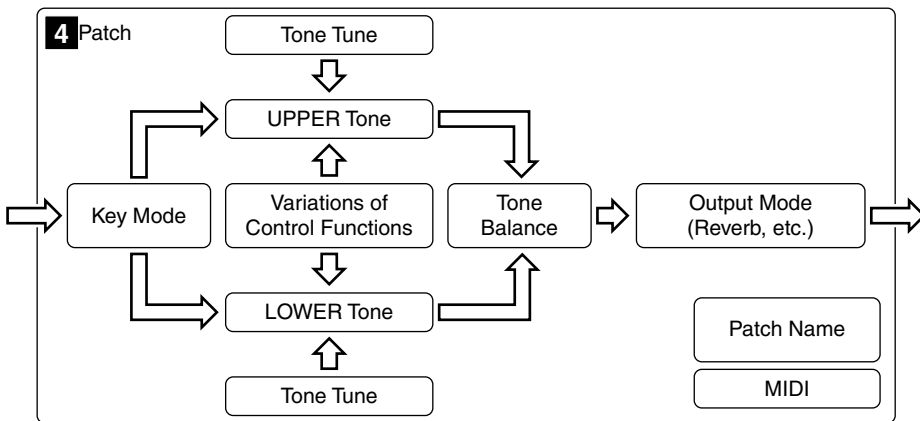 4 Patch
Tone Tune
UPPER Tone
Key Mode
Variations of
Control Functions
Tone
Balance
Output Mode
(Reverb, etc.)
LOWER Tone
Tone Tune
Patch Name
MIDI